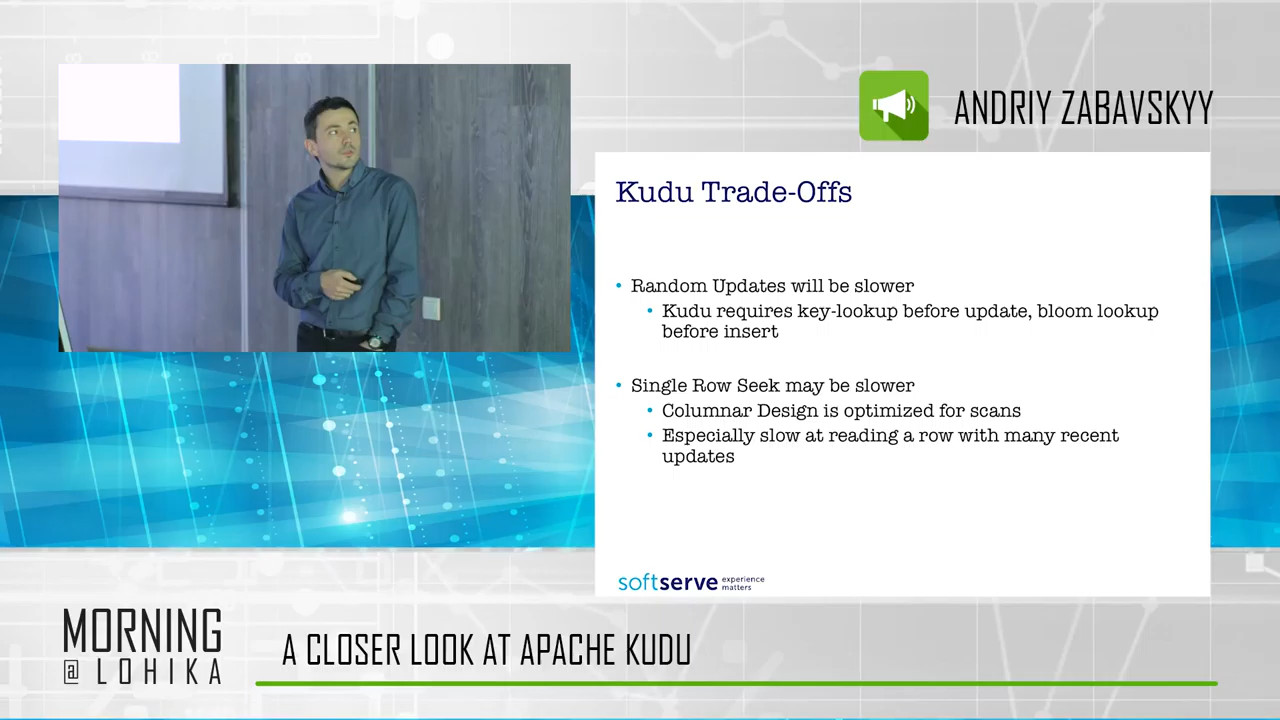 ANDRIY ZABAVSKYY
Kudu Trade-Offs
• Random Updates will be slower
• Kudu requires key-lookup before update, bloom lookup
before insert
• Single Row Seek may be slower
• Columnar Design is optimized for scans
• Especially slow at reading a row with many recent
updates
softserve experience
matters
MORNING
@ LOHIKA
A CLOSER LOOK AT APACHE KUDU